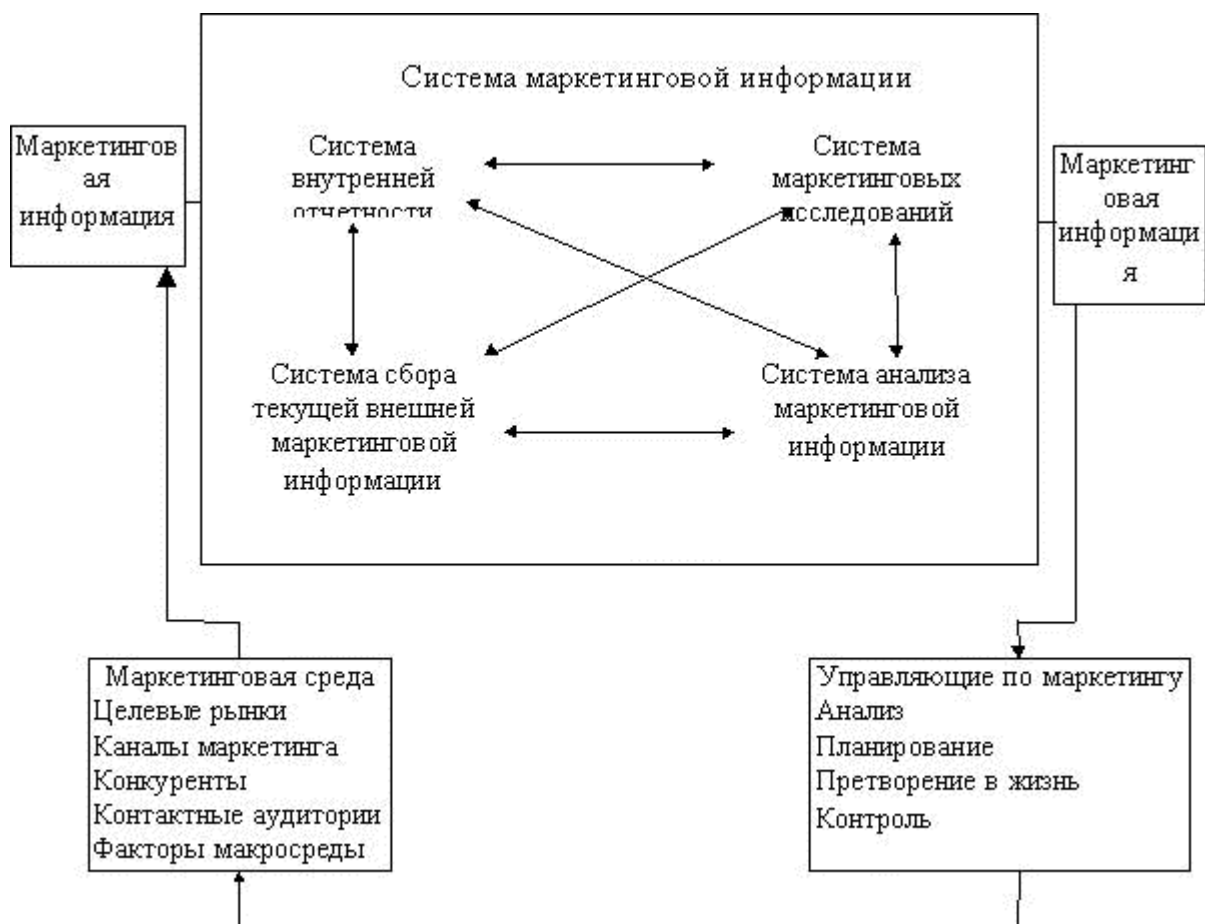 Система маркетинговой информации
Маркетингов
ая
информация
Система
внутренней
отчетности
Система
маркетинговых
исследований
Маркетинг
овая
информаци
я
Система сбора
текущей внешней
маркетинговой
информации
Система анализа
маркетинговой
информации
Маркетинговая среда
Целевые рынки
Каналы маркетинга
Конкуренты
Контактные аудитории
Факторы макросреды
Управляющие по маркетингу
Анализ
Планирование
Претворение в жизнь
Контроль